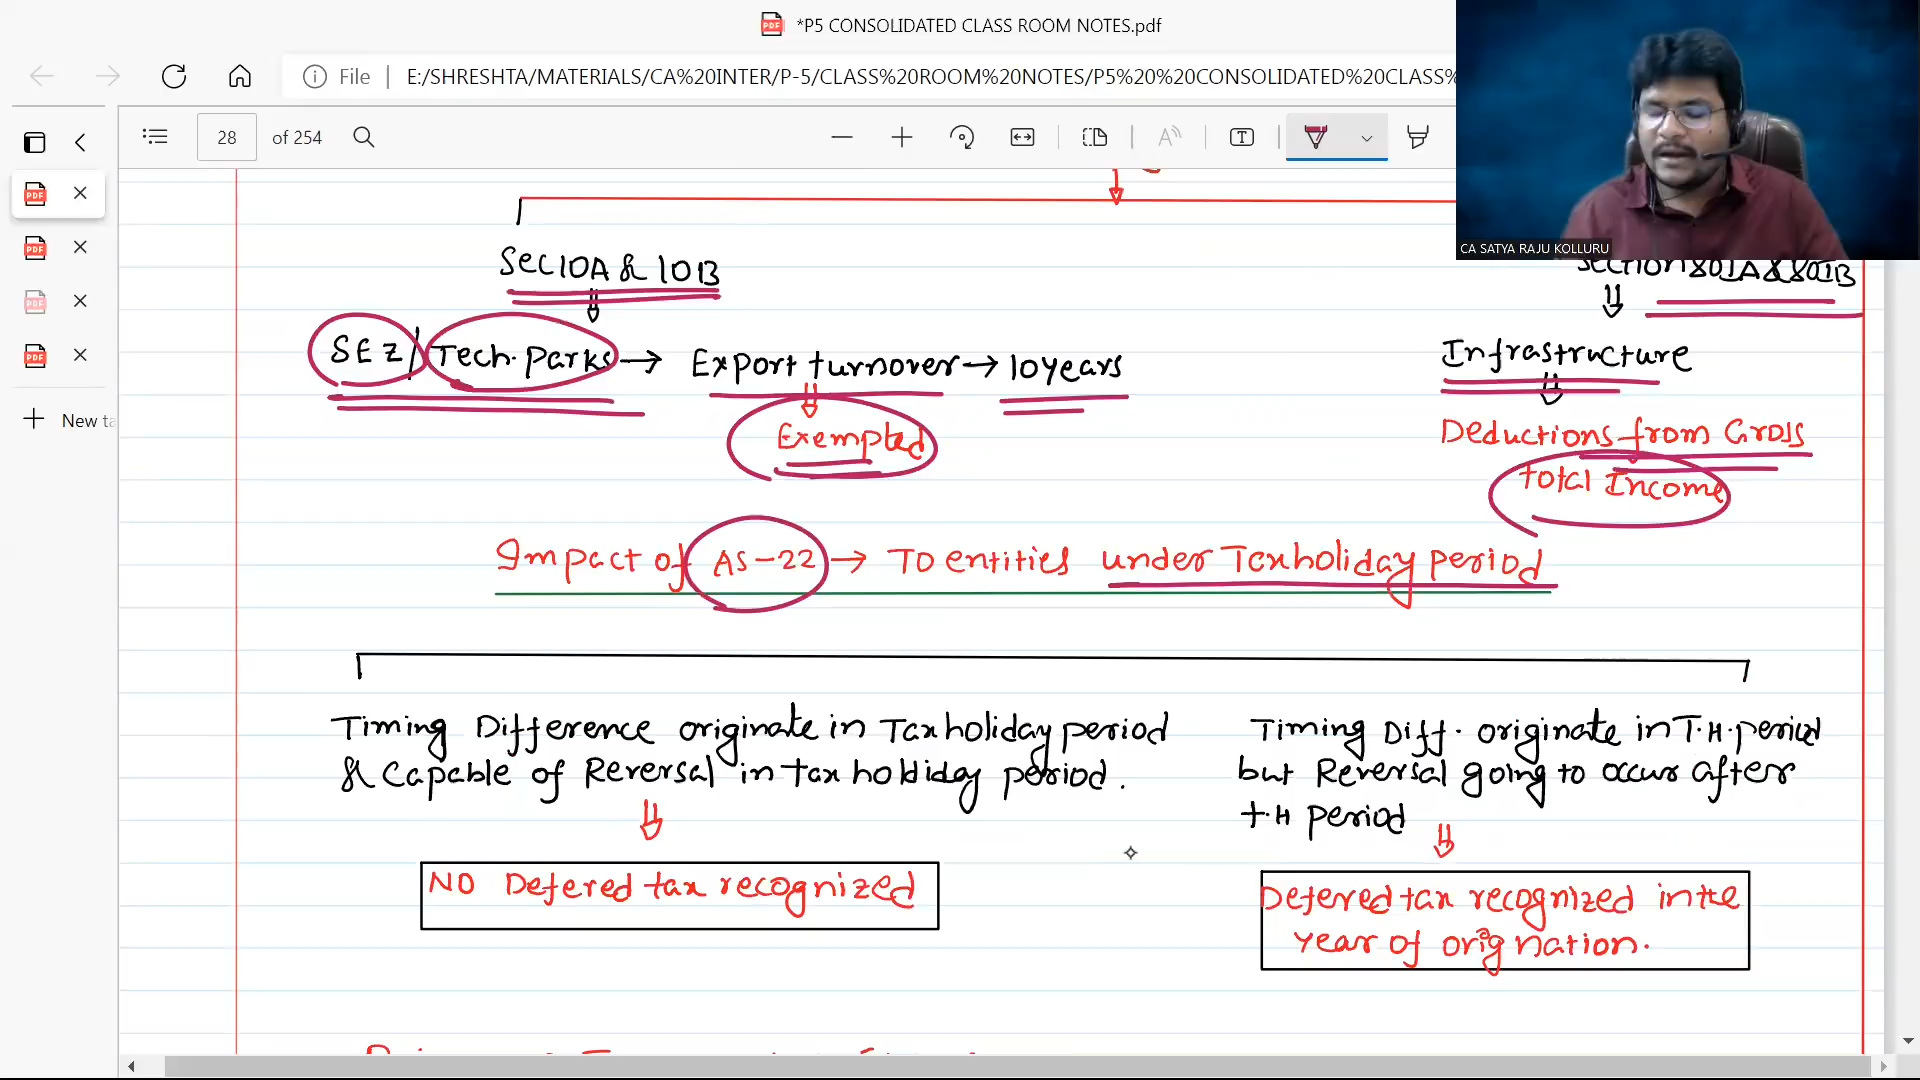 *P5 CONSOLIDATED CLASS ROOM NOTES.pdf
File E:/SHRESHTA/MATERIALS/CA%20INTER/P-5/CLASS%20ROOM%20NOTES/P5%20%20CONSOLIDATED%20CLASS%
28 of 254
CA SATYA RAJU KOLLURU
New ta
Sec10A & 10B
Section 80IA & 80IB
SEZ/Tech.Parks → Export turnover → 10years
Infrastructure
Exempted
Deductions from Gross
total Income
Impact of AS-22 → To entities under Taxholiday period
Timing Difference originate in Taxholiday period
& Capable of Reversal in tax holiday period.
Timing Diff. originate in T.H.period
but Reversal going to occur after
t.H period
No Defered tax recognized
Defered tax recognized in the
year of orignation.